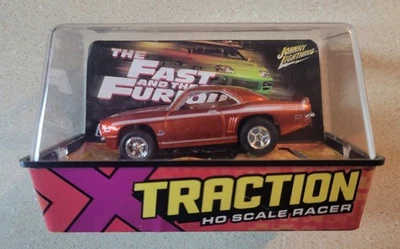 THE
FAST
AND THE
FURIOUS
JOHNNY
LIGHTNING
X TRACTION
HO SCALE RACER